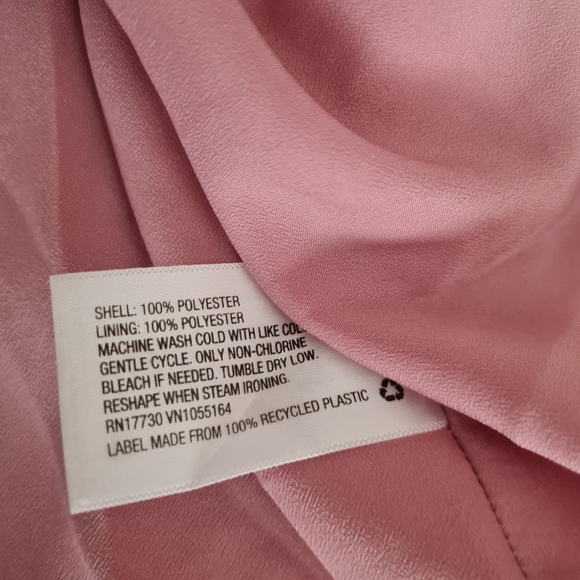 SHELL: 100% POLYESTER
LINING: 100% POLYESTER
MACHINE WASH COLD WITH LIKE
GENTLE CYCLE. ONLY NON-CHLORINE
BLEACH IF NEEDED. TUMBLE DRY LOW.
RESHAPE WHEN STEAM IRONING.
RN17730 VN1055164
LABEL MADE FROM 100% RECYCLED PLASTIC